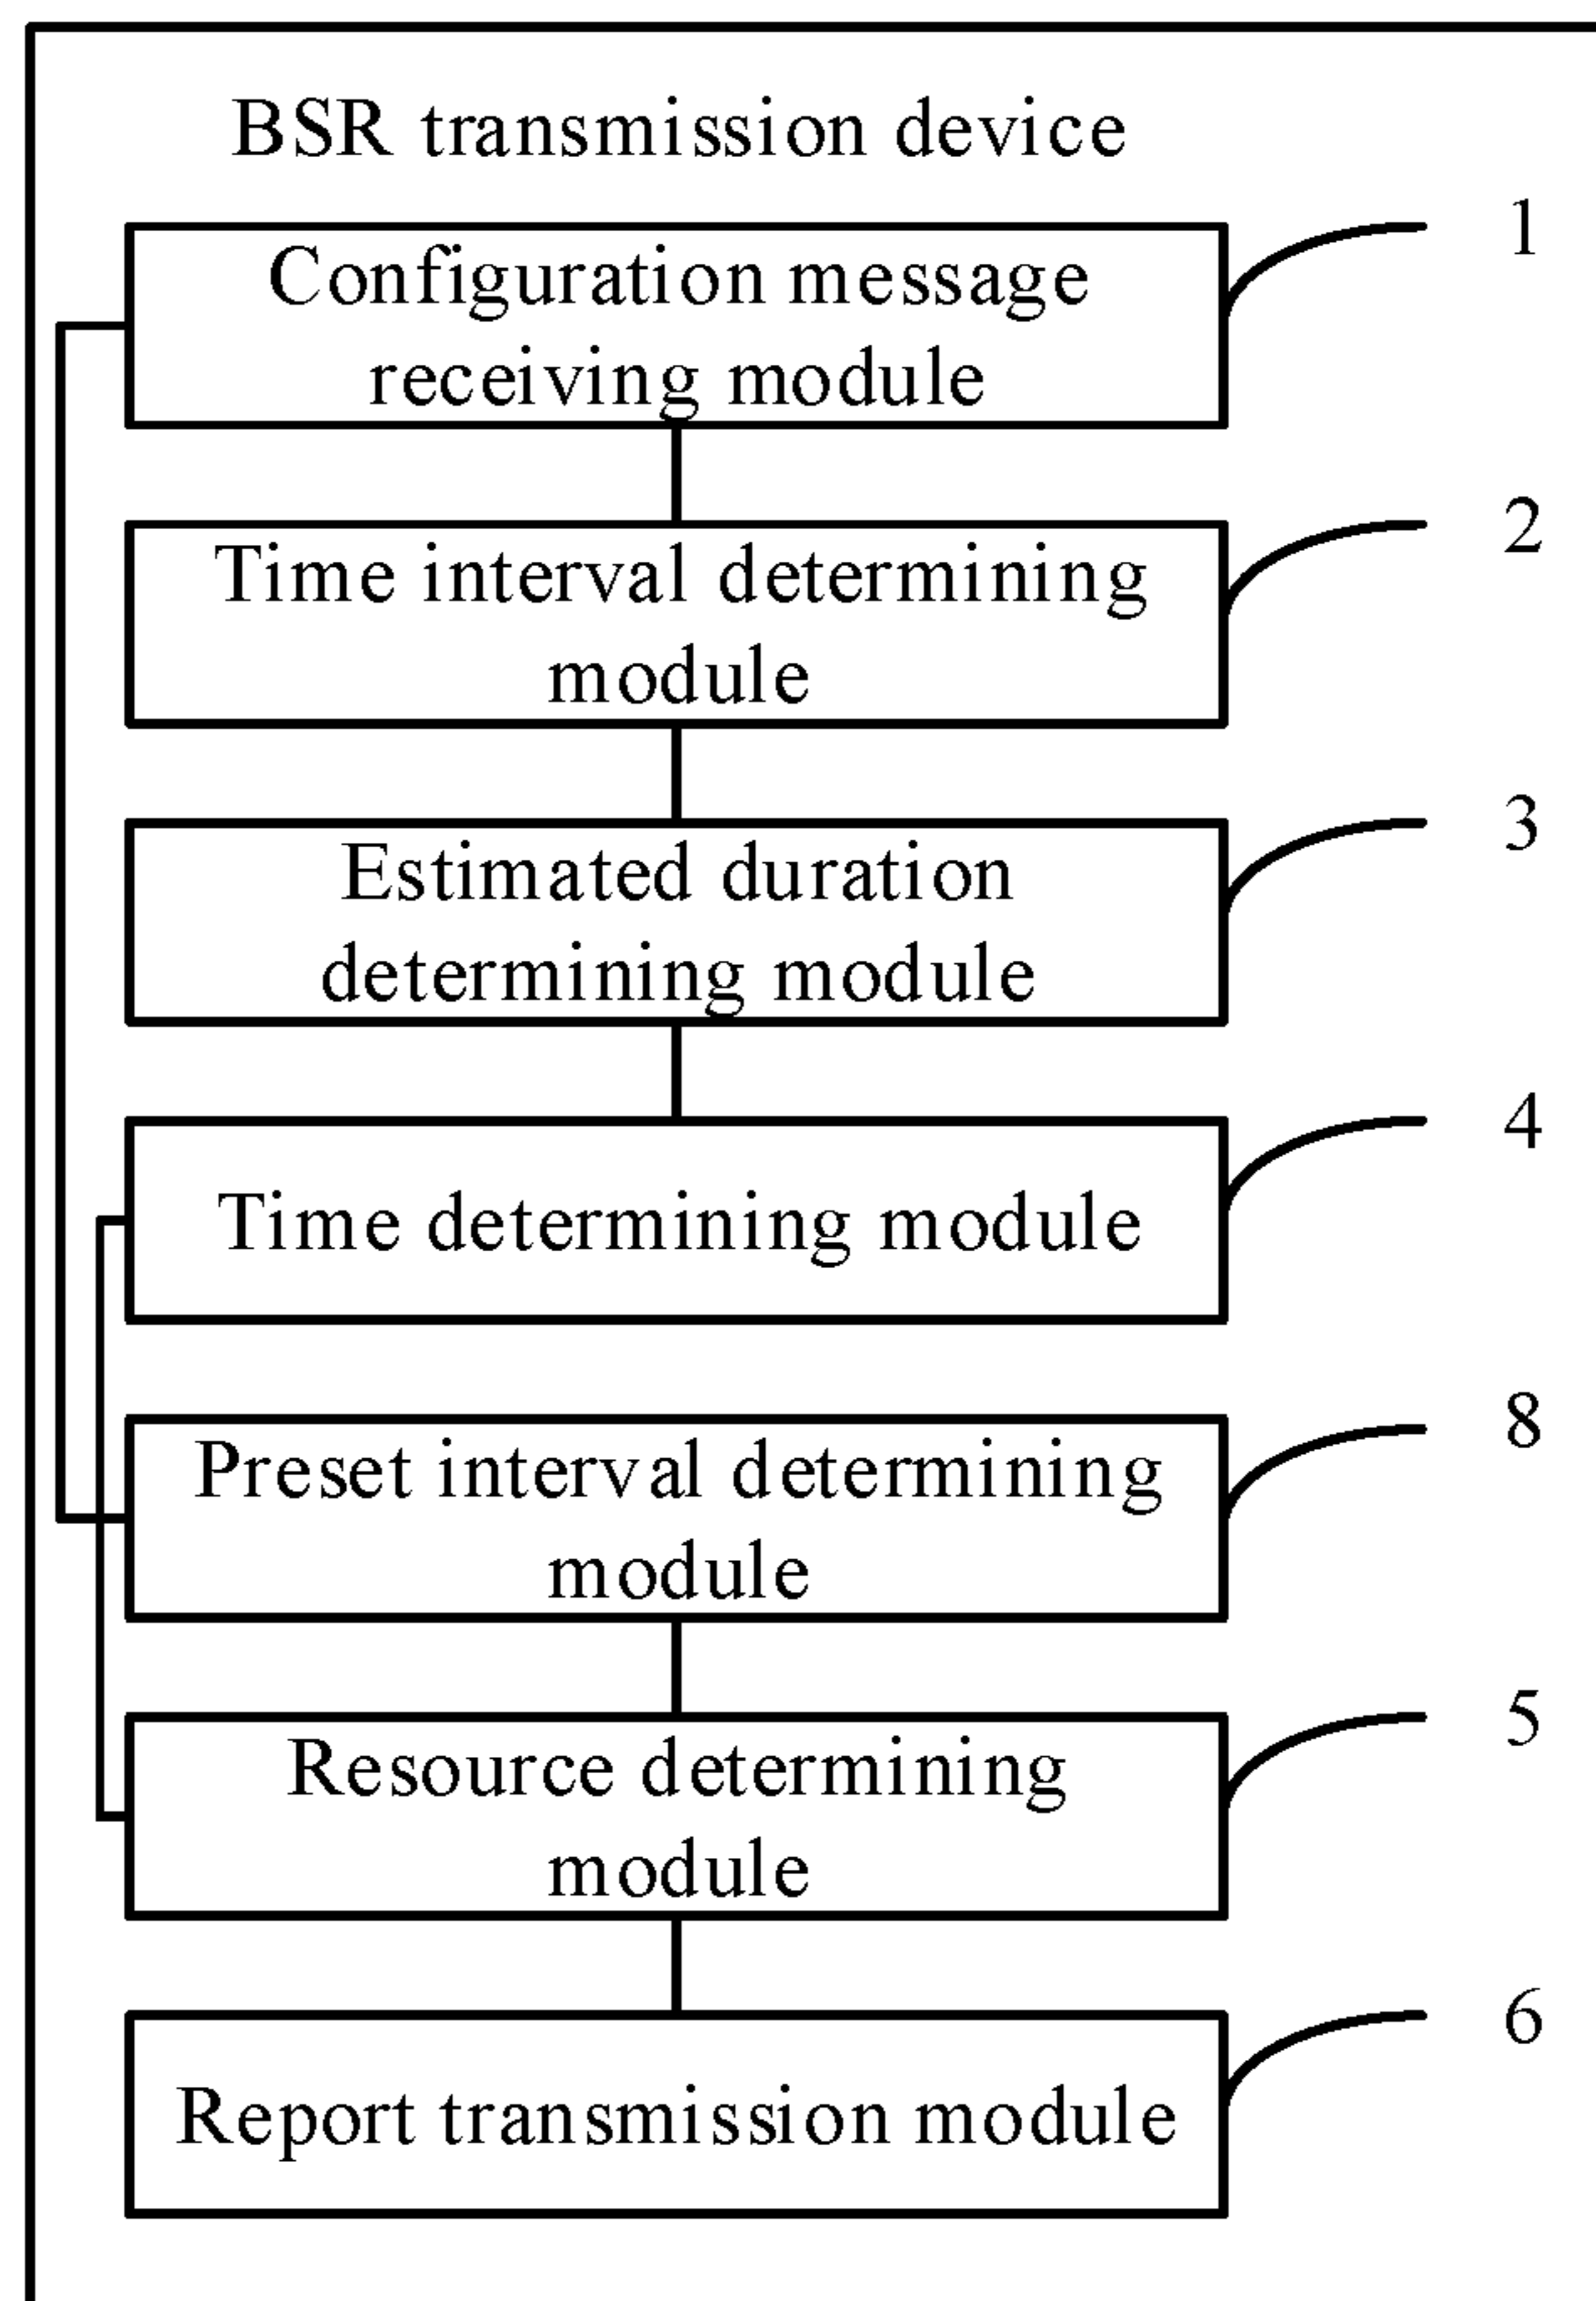 BSR transmission device
1
Configuration message
receiving module
2
Time interval determining
module
3
Estimated duration
determining module
4
Time determining module
8
Preset interval determining
module
5
Resource determining
module
6
Report transmission module